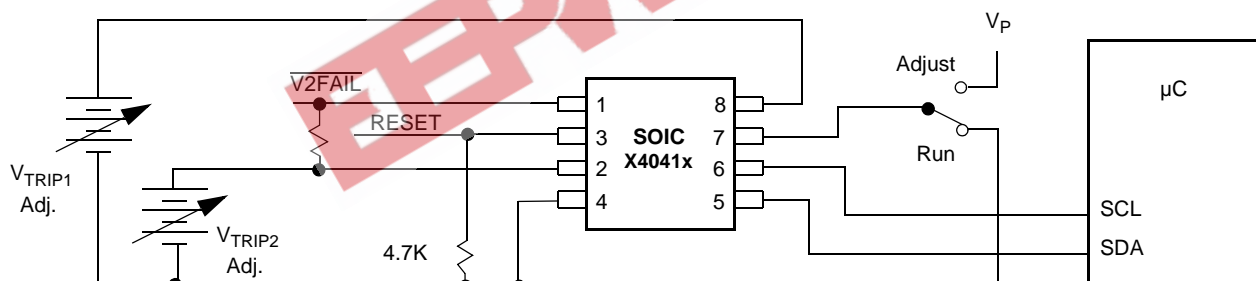 V_P
Adjust
µC
V2FAIL
1
8
RESET
3
SOIC
7
X4041x
Run
2
6
V_TRIP1
Adj.
4
5
SCL
V_TRIP2
Adj.
4.7K
SDA